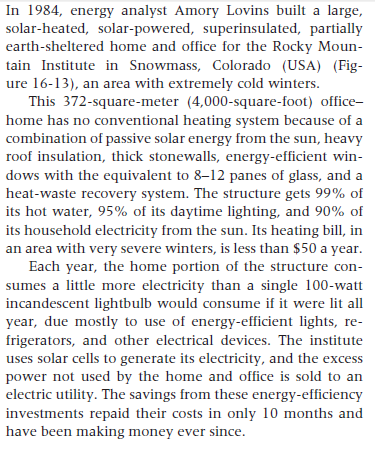 In 1984, energy analyst Amory Lovins built a large,
solar-heated, solar-powered, superinsulated, partially
earth-sheltered home and office for the Rocky Moun-
tain Institute in Snowmass, Colorado (USA) (Fig-
ure 16-13), an area with extremely cold winters.
This 372-square-meter (4,000-square-foot) office–
home has no conventional heating system because of a
combination of passive solar energy from the sun, heavy
roof insulation, thick stonewalls, energy-efficient win-
dows with the equivalent to 8–12 panes of glass, and a
heat-waste recovery system. The structure gets 99% of
its hot water, 95% of its daytime lighting, and 90% of
its household electricity from the sun. Its heating bill, in
an area with very severe winters, is less than $50 a year.
Each year, the home portion of the structure con-
sumes a little more electricity than a single 100-watt
incandescent lightbulb would consume if it were lit all
year, due mostly to use of energy-efficient lights, re-
frigerators, and other electrical devices. The institute
uses solar cells to generate its electricity, and the excess
power not used by the home and office is sold to an
electric utility. The savings from these energy-efficiency
investments repaid their costs in only 10 months and
have been making money ever since.